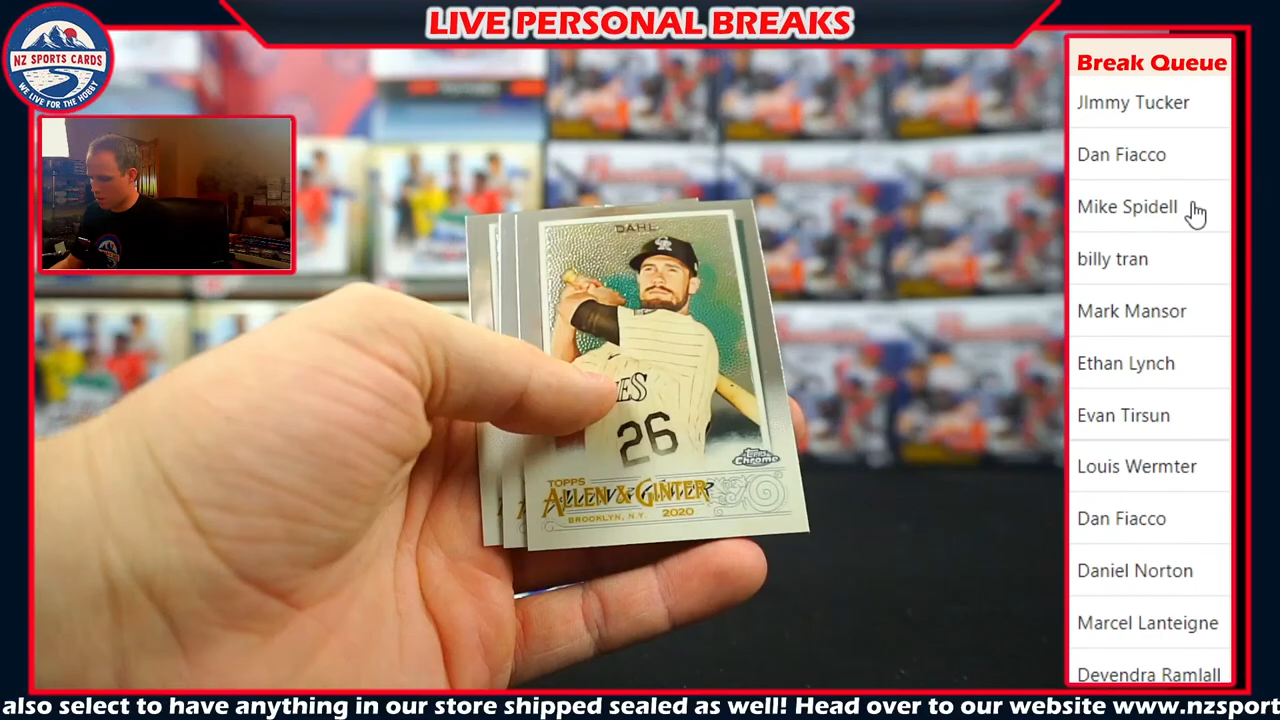 LIVE PERSONAL BREAKS
NZ SPORTS CARDS
WE LIVE FOR THE HOBBY
Break Queue
JImmy Tucker
Dan Fiacco
Mike Spidell
billy tran
Mark Mansor
Ethan Lynch
Evan Tirsun
Louis Wermter
Dan Fiacco
Daniel Norton
Marcel Lanteigne
Devendra Ramlall
DAHL
CR
IES
26
Topps
Chrome
TOPPS
ALLEN & GINTER
BROOKLYN, N.Y. 2020
also select to have anything in our store shipped sealed as well! Head over to our website www.nzsport